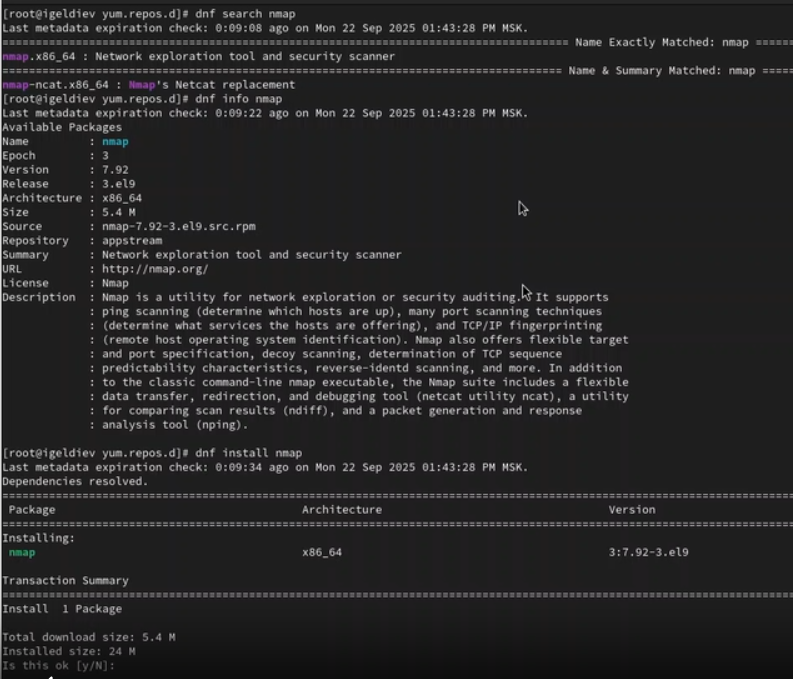 [root@igeldiev yum.repos.d]# dnf search nmap
Last metadata expiration check: 0:09:08 ago on Mon 22 Sep 2025 01:43:28 PM MSK.
======================================================================== Name Exactly Matched: nmap =====
nmap.x86_64 : Network exploration tool and security scanner
======================================================================= Name & Summary Matched: nmap ====
nmap-ncat.x86_64 : Nmap's Netcat replacement
[root@igeldiev yum.repos.d]# dnf info nmap
Last metadata expiration check: 0:09:22 ago on Mon 22 Sep 2025 01:43:28 PM MSK.
Available Packages
Name         : nmap
Epoch        : 3
Version      : 7.92
Release      : 3.el9
Architecture : x86_64
Size         : 5.4 M
Source       : nmap-7.92-3.el9.src.rpm
Repository   : appstream
Summary      : Network exploration tool and security scanner
URL          : http://nmap.org/
License      : Nmap
Description  : Nmap is a utility for network exploration or security auditing.  It supports
             : ping scanning (determine which hosts are up), many port scanning techniques
             : (determine what services the hosts are offering), and TCP/IP fingerprinting
             : (remote host operating system identification). Nmap also offers flexible target
             : and port specification, decoy scanning, determination of TCP sequence
             : predictability characteristics, reverse-identd scanning, and more. In addition
             : to the classic command-line nmap executable, the Nmap suite includes a flexible
             : data transfer, redirection, and debugging tool (netcat utility ncat), a utility
             : for comparing scan results (ndiff), and a packet generation and response
             : analysis tool (nping).
[root@igeldiev yum.repos.d]# dnf install nmap
Last metadata expiration check: 0:09:34 ago on Mon 22 Sep 2025 01:43:28 PM MSK.
Dependencies resolved.
=========================================================================================================
Package Architecture Version
=========================================================================================================
Installing:
nmap x86_64 3:7.92-3.el9
Transaction Summary
=========================================================================================================
Install  1 Package
Total download size: 5.4 M
Installed size: 24 M
Is this ok [y/N]: